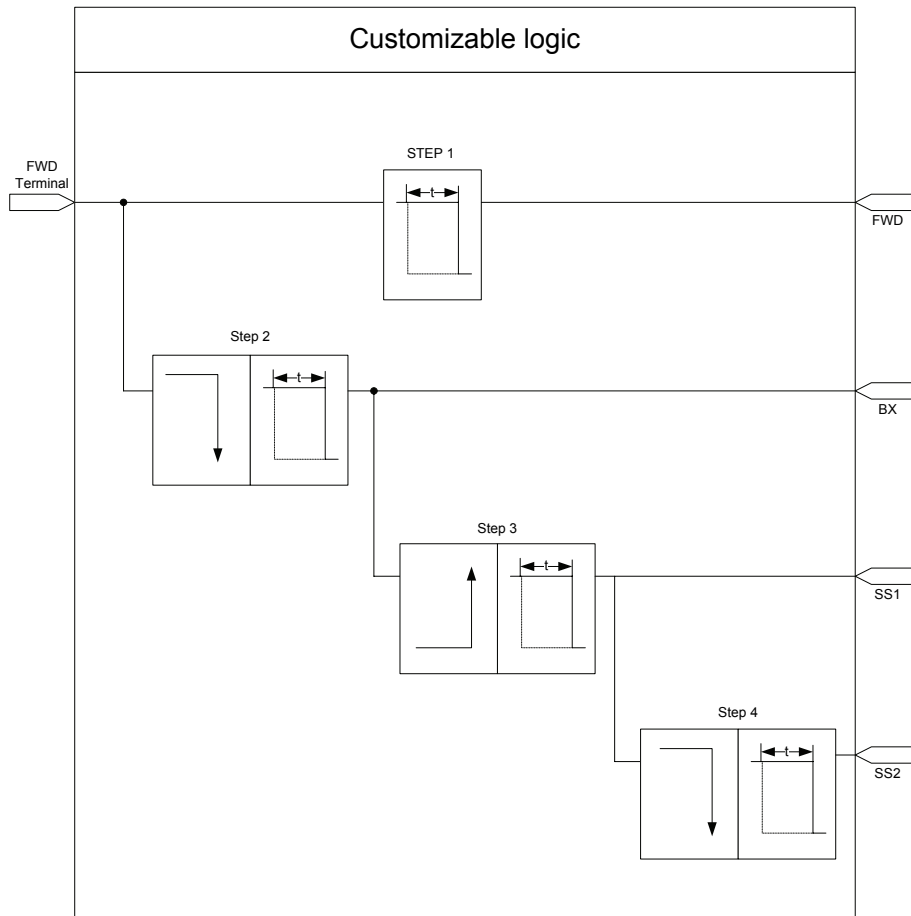 Customizable logic
FWD
Terminal
STEP 1
t
FWD
Step 2
t
BX
Step 3
t
SS1
Step 4
t
SS2